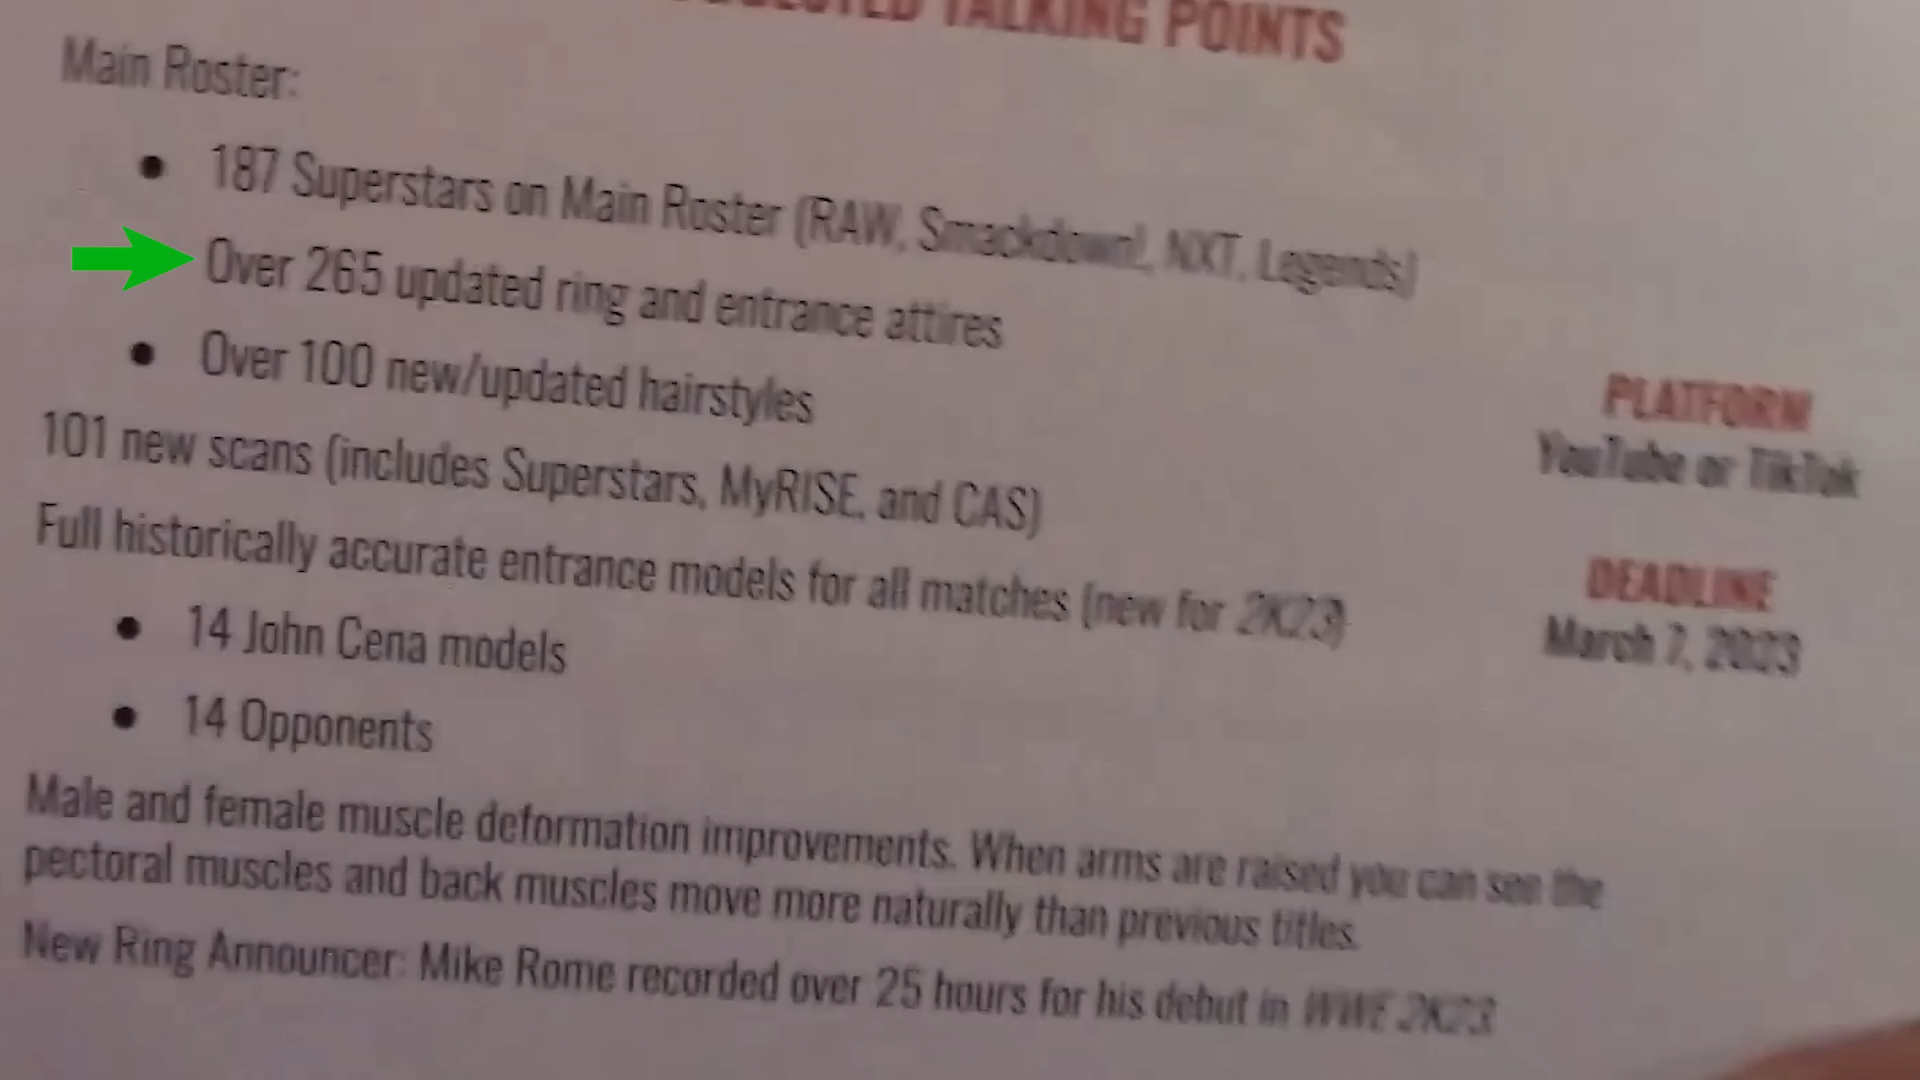 TALKING POINTS
Main Roster:
• 187 Superstars on Main Roster (RAW, Smackdown!, NXT, Legends)
Over 265 updated ring and entrance attires
• Over 100 new/updated hairstyles
101 new scans (includes Superstars, MyRISE, and CAS)
Full historically accurate entrance models for all matches (new for 2K23)
• 14 John Cena models
• 14 Opponents
Male and female muscle deformation improvements. When arms are raised you can see the
pectoral muscles and back muscles move more naturally than previous titles.
New Ring Announcer: Mike Rome recorded over 25 hours for his debut in WWE 2K23
PLATFORM
YouTube or TikTok
DEADLINE
March 7, 2023